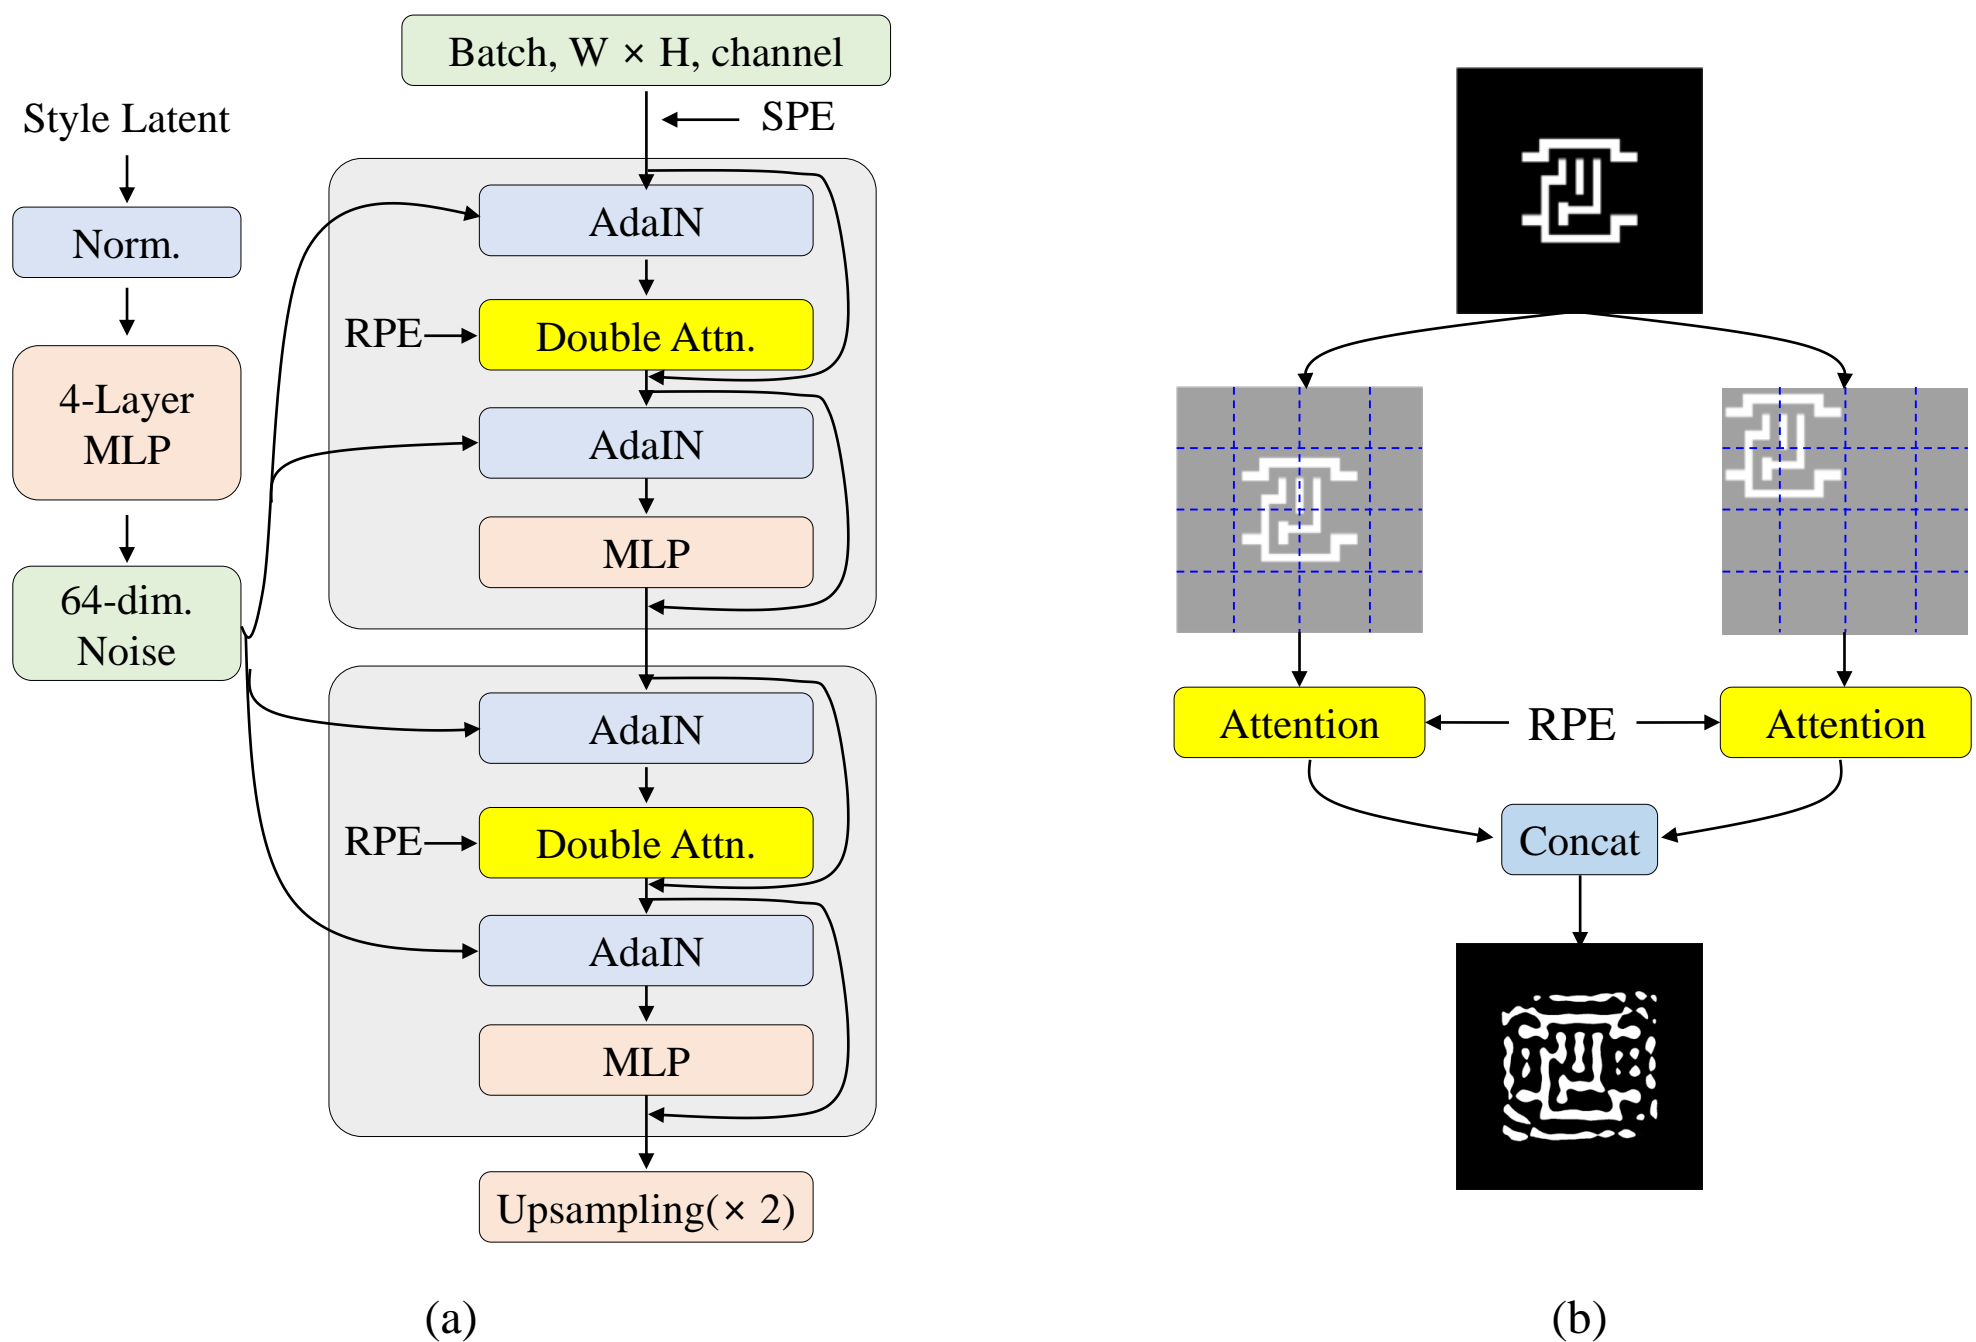 Batch, W × H, channel
SPE
Style Latent
Norm.
4-Layer
MLP
64-dim.
Noise
AdaIN
RPE
Double Attn.
AdaIN
MLP
AdaIN
RPE
Double Attn.
AdaIN
MLP
Upsampling(× 2)
(a)
Attention
RPE
Attention
Concat
(b)